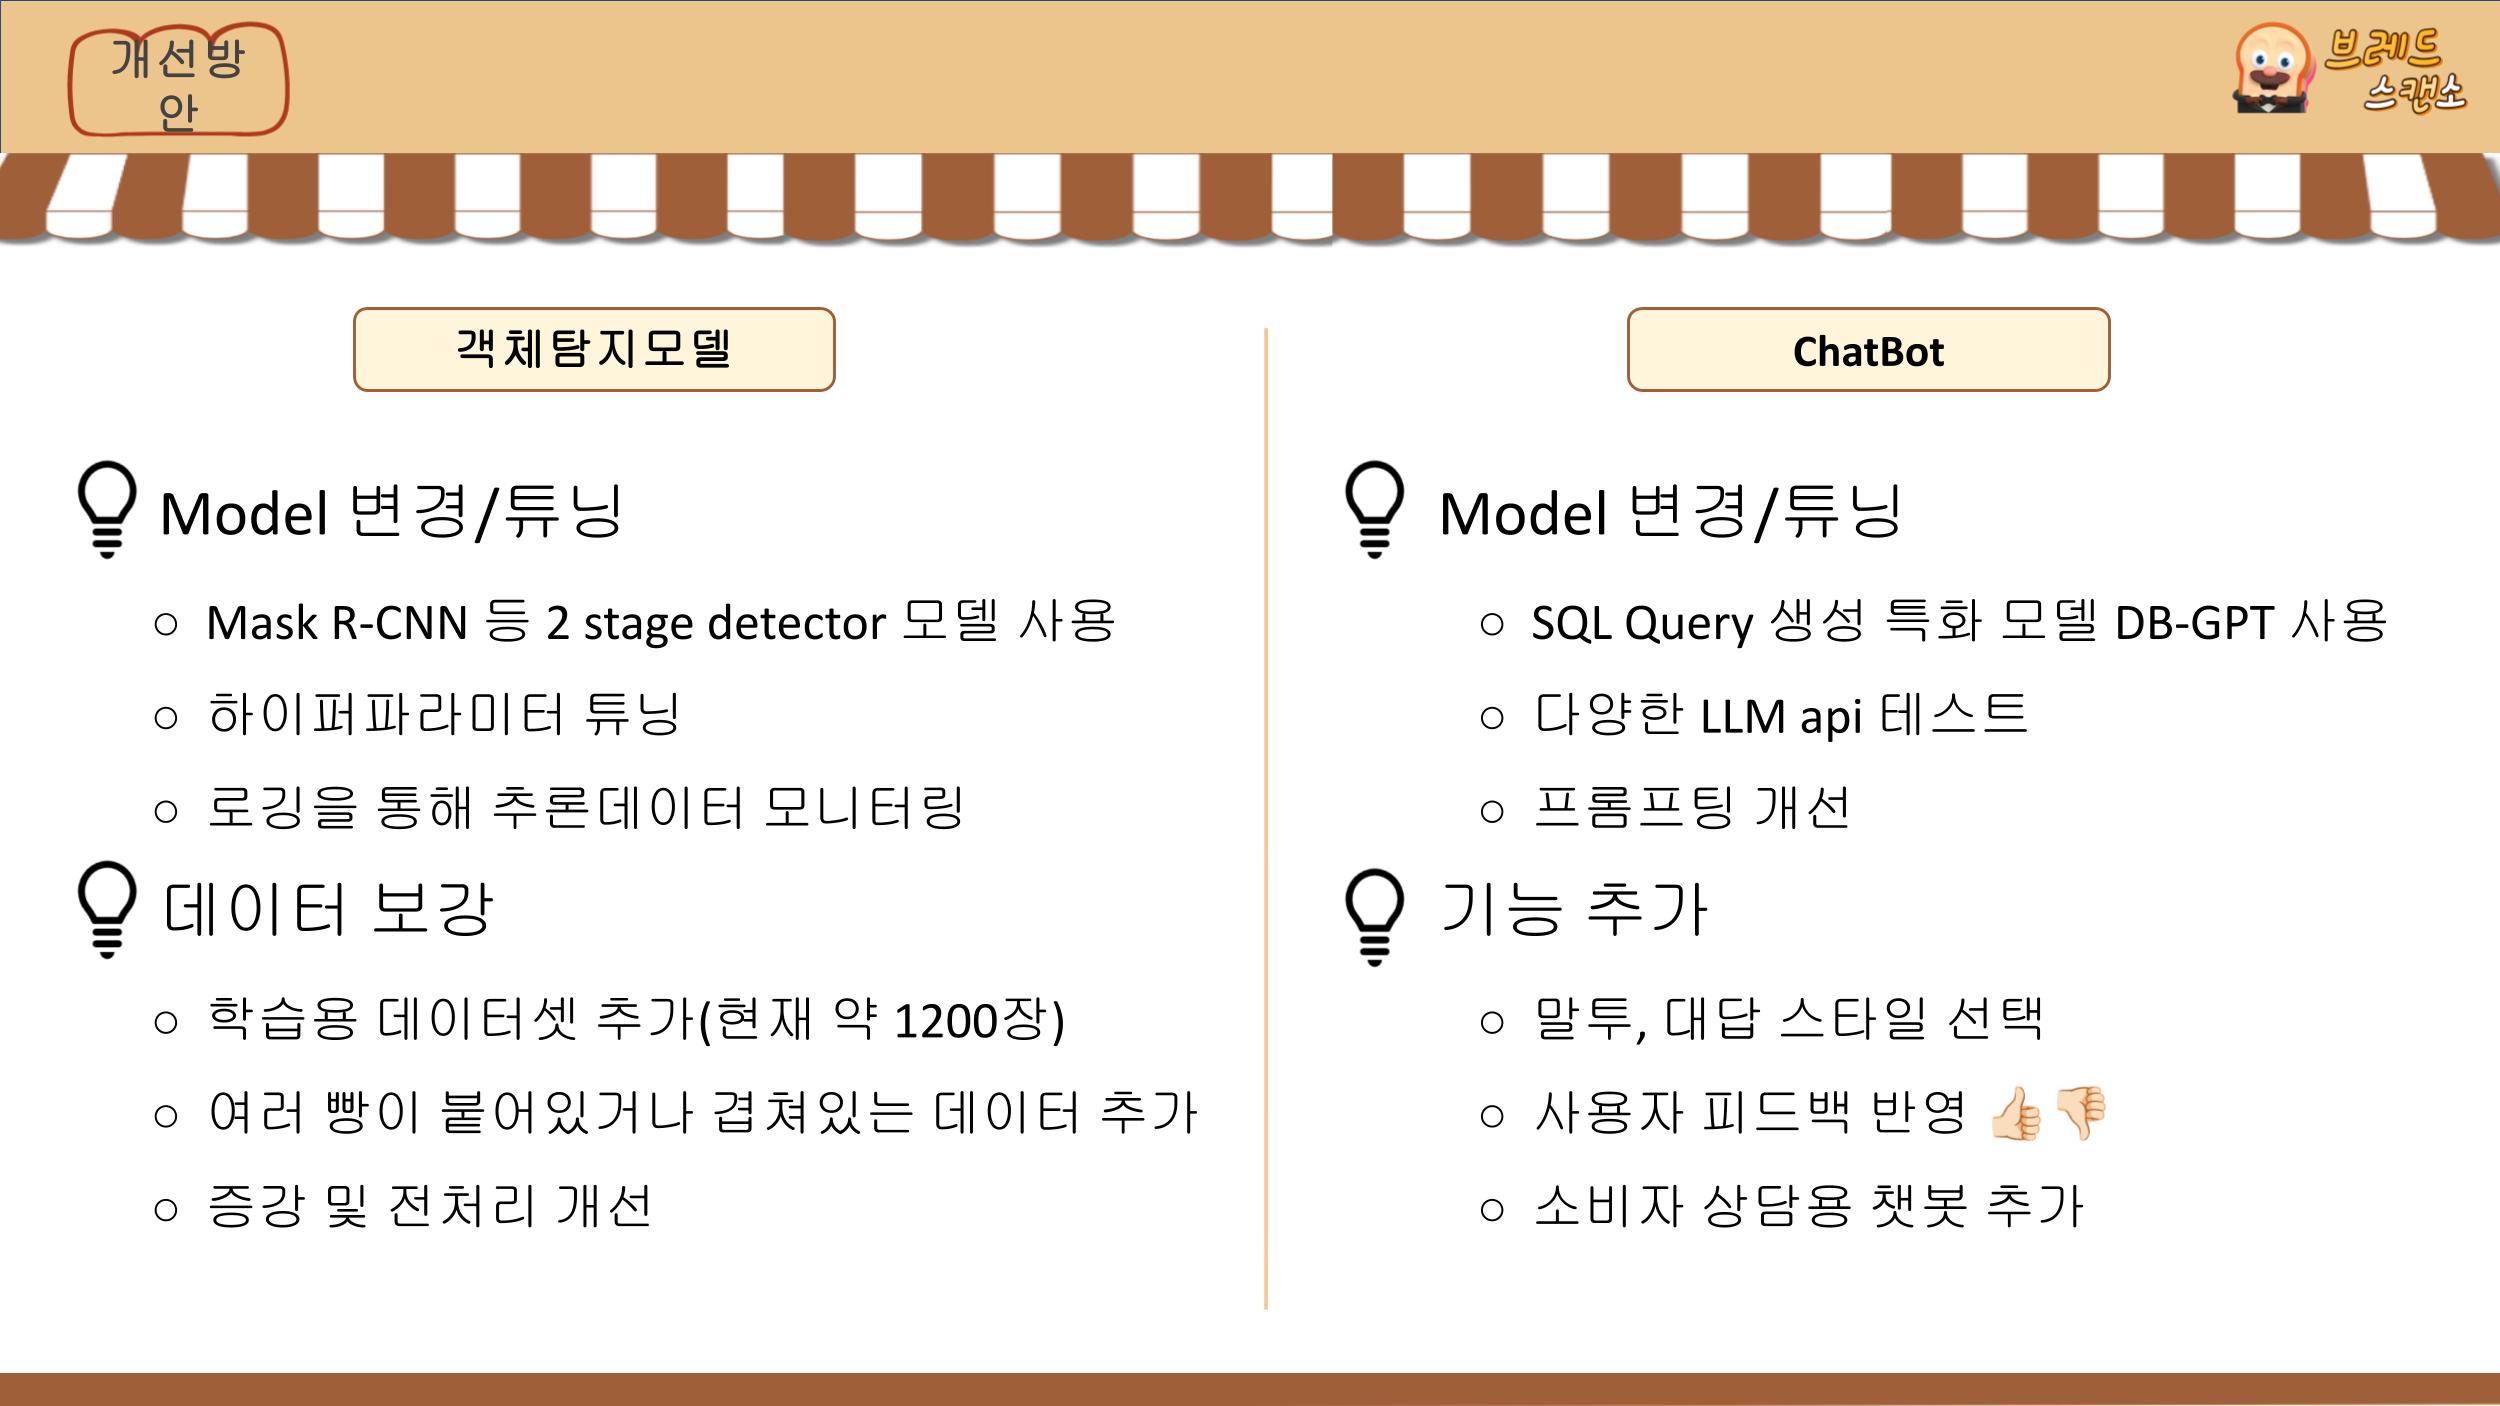 개선방
안
브레드
스캔소
객체탐지모델
Model 변경/튜닝
○ Mask R-CNN 등 2 stage detector 모델 사용
○ 하이퍼파라미터 튜닝
○ 로깅을 통해 추론데이터 모니터링
데이터 보강
○ 학습용 데이터셋 추가(현재 약 1200장)
○ 여러 빵이 붙어있거나 겹쳐있는 데이터 추가
○ 증강 및 전처리 개선
ChatBot
Model 변경/튜닝
○ SQL Query 생성 특화 모델 DB-GPT 사용
○ 다양한 LLM api 테스트
○ 프롬프팅 개선
기능 추가
○ 말투, 대답 스타일 선택
○ 사용자 피드백 반영 👍🏻👎🏻
○ 소비자 상담용 챗봇 추가